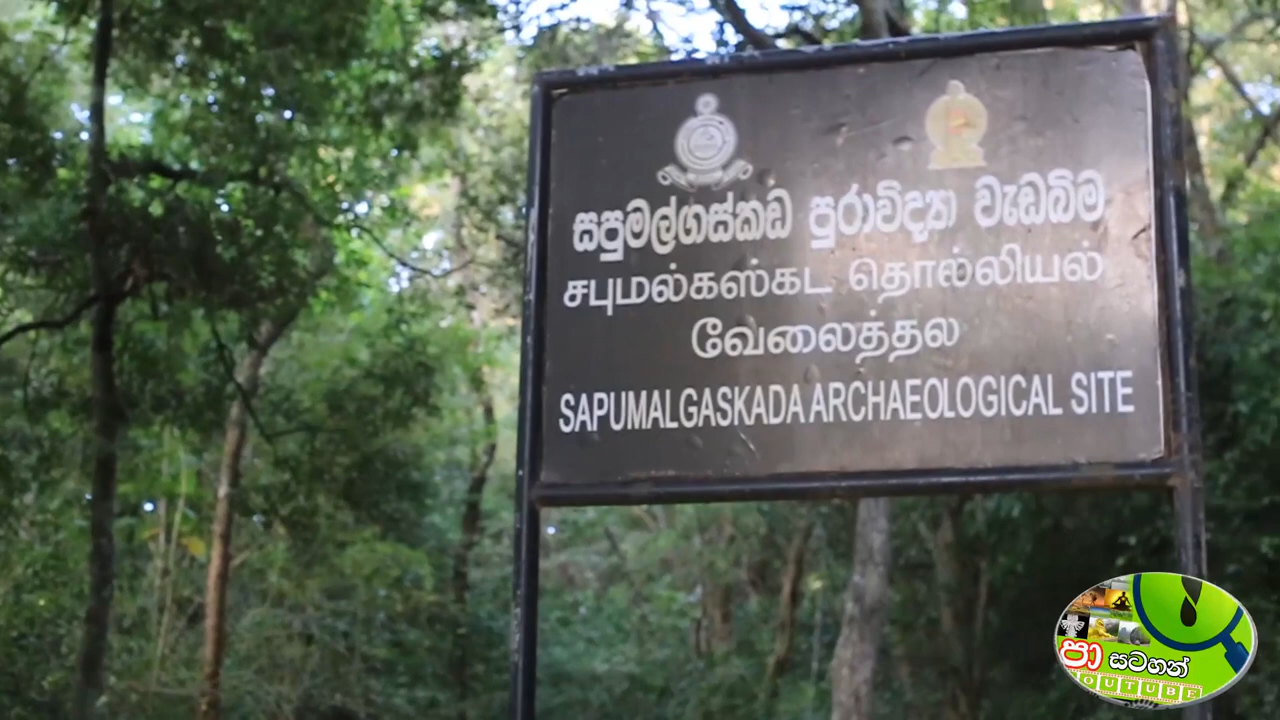 සපුමල්ගස්කඩ පුරාවිද්‍යා වැඩබිම
சபுமல்கஸ்கட தொல்லியல்
வேலைத்தல
SAPUMALGASKADA ARCHAEOLOGICAL SITE
පා සටහන්
YOUTUBE